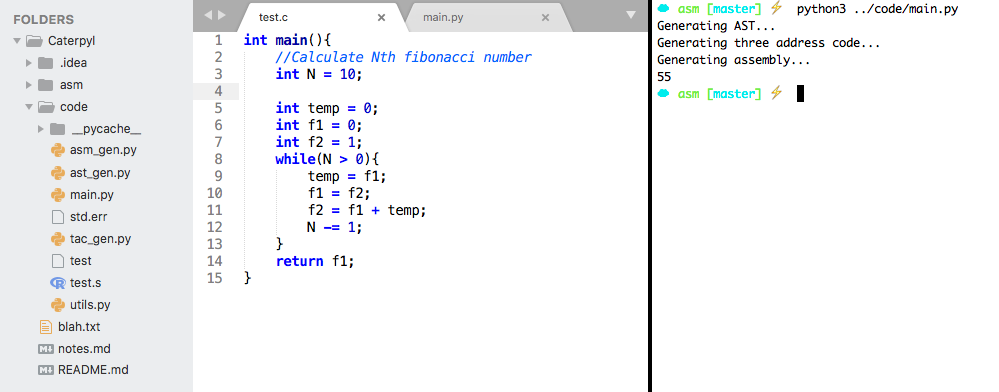 FOLDERS
Caterpyl
.idea
asm
code
__pycache__
asm_gen.py
ast_gen.py
main.py
std.err
tac_gen.py
test
test.s
utils.py
blah.txt
notes.md
README.md
test.c
main.py
1 int main(){
2 //Calculate Nth fibonacci number
3 int N = 10;
4
5 int temp = 0;
6 int f1 = 0;
7 int f2 = 1;
8 while(N > 0){
9 temp = f1;
10 f1 = f2;
11 f2 = f1 + temp;
12 N -= 1;
13 }
14 return f1;
15 }
asm [master] ⚡ python3 ../code/main.py
Generating AST...
Generating three address code...
Generating assembly...
55
asm [master] ⚡